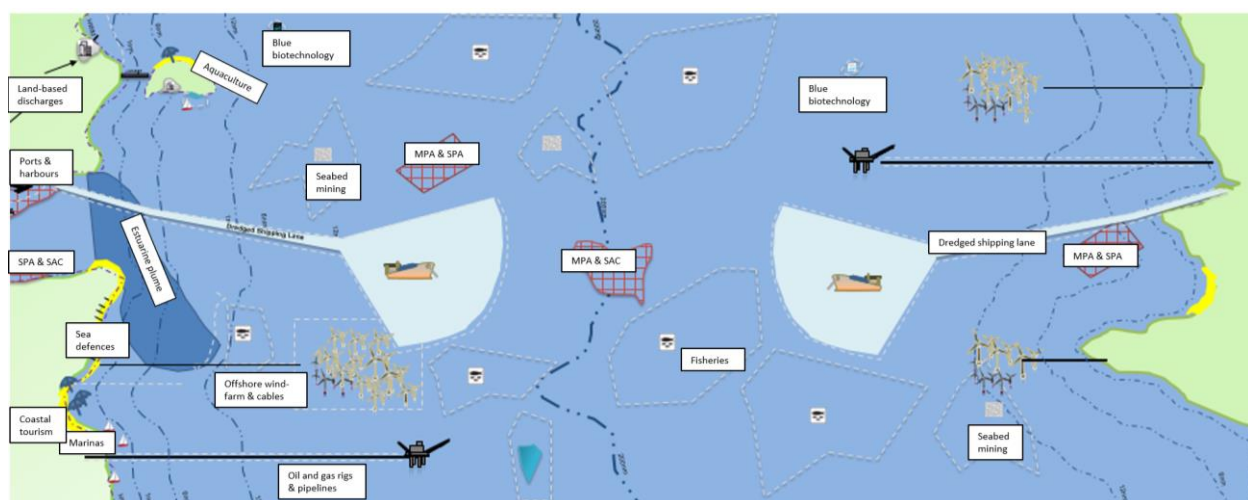 Blue
biotechnology
Aquaculture
Land-based
discharges
Blue
biotechnology
Ports &
harbours
MPA & SPA
Seabed
mining
Dredged Shipping Lane
Estuarine plume
SPA & SAC
MPA & SAC
Dredged shipping lane
MPA & SPA
Sea
defences
Fisheries
Offshore wind-
farm & cables
Coastal
tourism
Marinas
Seabed
mining
Oil and gas rigs
& pipelines